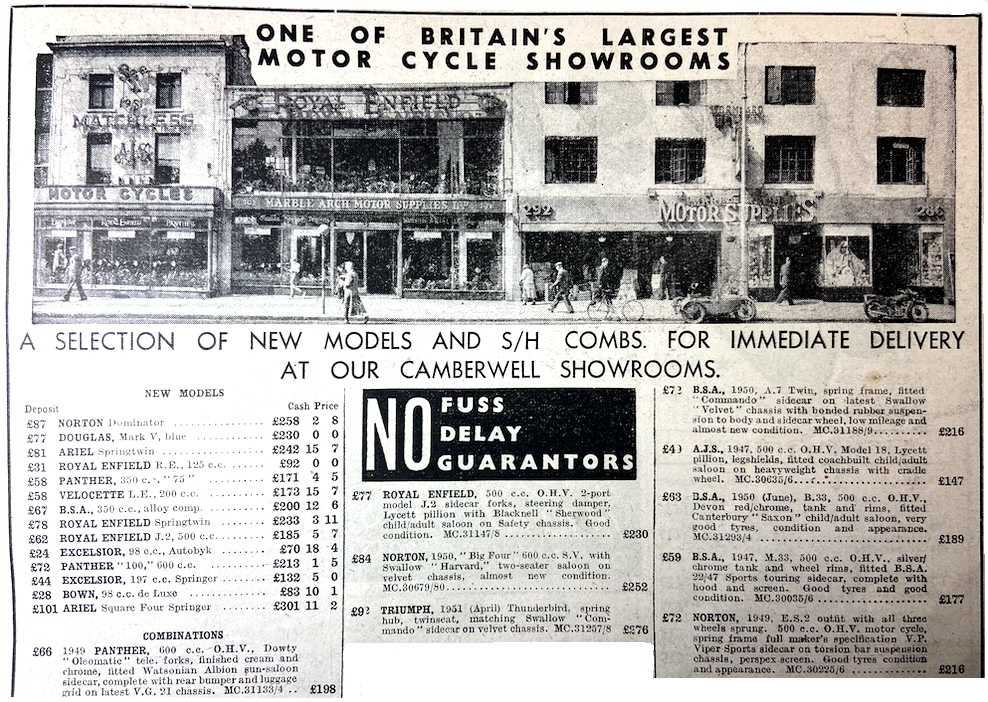 ONE OF BRITAIN'S LARGEST
MOTOR CYCLE SHOWROOMS
1951
MATCHLESS
AJS
MOTOR CYCLES
ROYAL ENFIELD
MARBLE ARCH MOTOR SUPPLIES LTD
292
MOTOR SUPPLIES
286
A SELECTION OF NEW MODELS AND S/H COMBS. FOR IMMEDIATE DELIVERY
AT OUR CAMBERWELL SHOWROOMS.
NEW MODELS
Deposit Cash Price
£87 NORTON Dominator £258 2 8
£77 DOUGLAS, Mark V, blue £230 0 0
£81 ARIEL Springtwin £242 15 7
£31 ROYAL ENFIELD R.E., 125 c.c. £92 0 0
£58 PANTHER, 350 c.c. "75" £171 4 5
£58 VELOCETTE L.E., 200 c.c. £173 15 7
£67 B.S.A., 350 c.c., alloy comp. £200 12 6
£78 ROYAL ENFIELD Springtwin £233 3 11
£62 ROYAL ENFIELD J.2, 500 c.c. £185 5 7
£24 EXCELSIOR, 98 c.c., Autobyk £70 18 4
£72 PANTHER "100," 600 c.c. £213 1 5
£44 EXCELSIOR, 197 c.c. Springer £132 5 0
£28 BOWN, 98 c.c. de Luxe £83 10 1
£101 ARIEL Square Four Springer £301 11 2
COMBINATIONS
£66 1949 PANTHER, 600 c.c. O.H.V., Dowty
"Oleomatic" tele. forks, finished cream and
chrome, fitted Watsonian Albion sun-saloon
sidecar, complete with rear bumper and luggage
grid on latest V.G. 21 chassis. MC.31133/4 .. £198
NO FUSS
DELAY
GUARANTORS
£77 ROYAL ENFIELD, 500 c.c. O.H.V. 2-port
model J.2 sidecar forks, steering damper,
Lycett pillion with Blacknell "Sherwood"
child/adult saloon on Safety chassis. Good
condition. MC.31147/8 £230
£84 NORTON, 1950, "Big Four" 600 c.c. S.V. with
Swallow "Harvard," two-seater saloon on
velvet chassis, almost new condition.
MC.30679/80 £252
£92 TRIUMPH, 1951 (April) Thunderbird, spring
hub, twinseat, matching Swallow "Com-
mando" sidecar on velvet chassis. MC.31257/8 £276
£72 B.S.A., 1950, A.7 Twin, spring frame, fitted
"Commando" sidecar on latest Swallow
"Velvet" chassis with bonded rubber suspen-
sion to body and sidecar wheel, low mileage and
almost new condition. MC.31188/9 £216
£49 A.J.S., 1947, 500 c.c. O.H.V, Model 18, Lycett
pillion, legshields, fitted coachbuilt child/adult
saloon on heavyweight chassis with cradle
wheel. MC.30635/6 £147
£63 B.S.A., 1950 (June), B.33, 500 c.c. O.H.V.,
Devon red/chrome, tank and rims, fitted
Canterbury "Saxon" child/adult saloon, very
good tyres, condition and appearance.
MC.31293/4 £189
£59 B.S.A., 1947, M.33, 500 c.c. O.H.V., silver/
chrome tank and wheel rims, fitted B.S.A.
22/47 Sports touring sidecar, complete with
hood and screen. Good tyres and good
condition. MC.30035/6 £177
£72 NORTON, 1949, E.S.2 outfit with all three
wheels sprung. 500 c.c. O.H.V. motor cycle,
spring frame full maker's specification V.P.
Viper Sports sidecar on torsion bar suspension
chassis, perspex screen. Good tyres condition
and appearance. MC.30225/6 £216